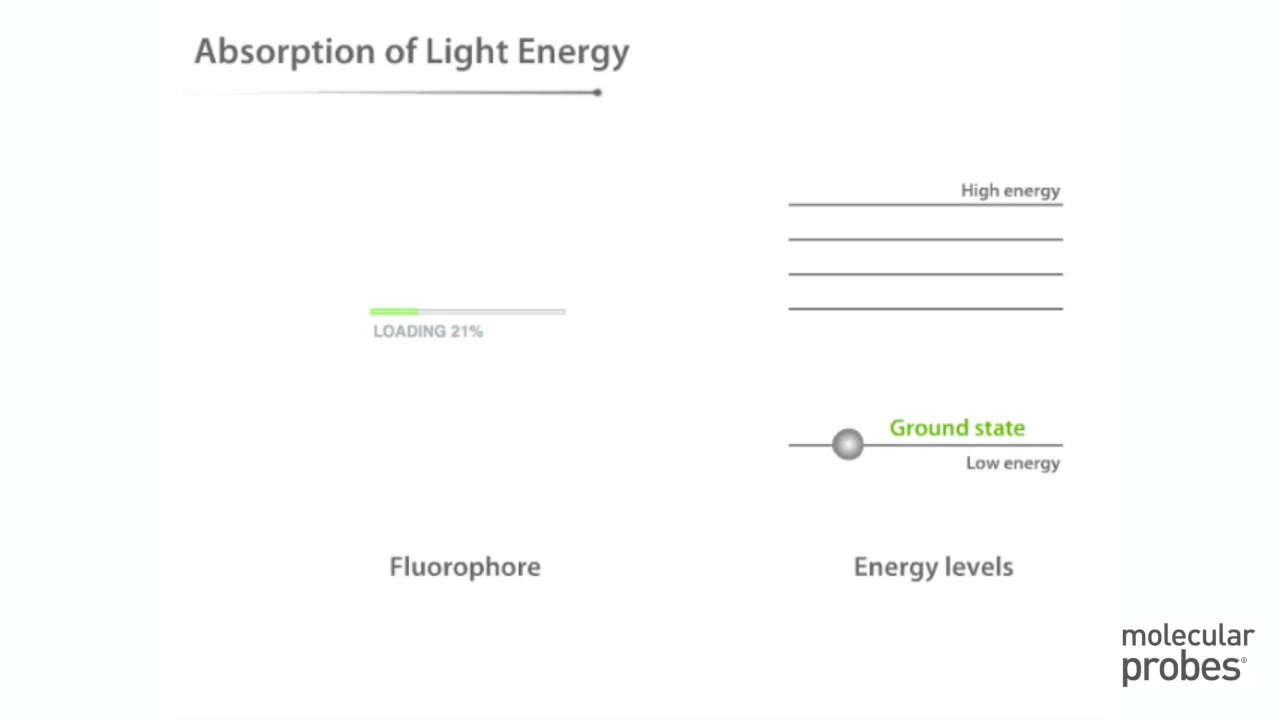 Absorption of Light Energy
High energy
LOADING 21%
Ground state
Low energy
Fluorophore
Energy levels
molecular
probes®